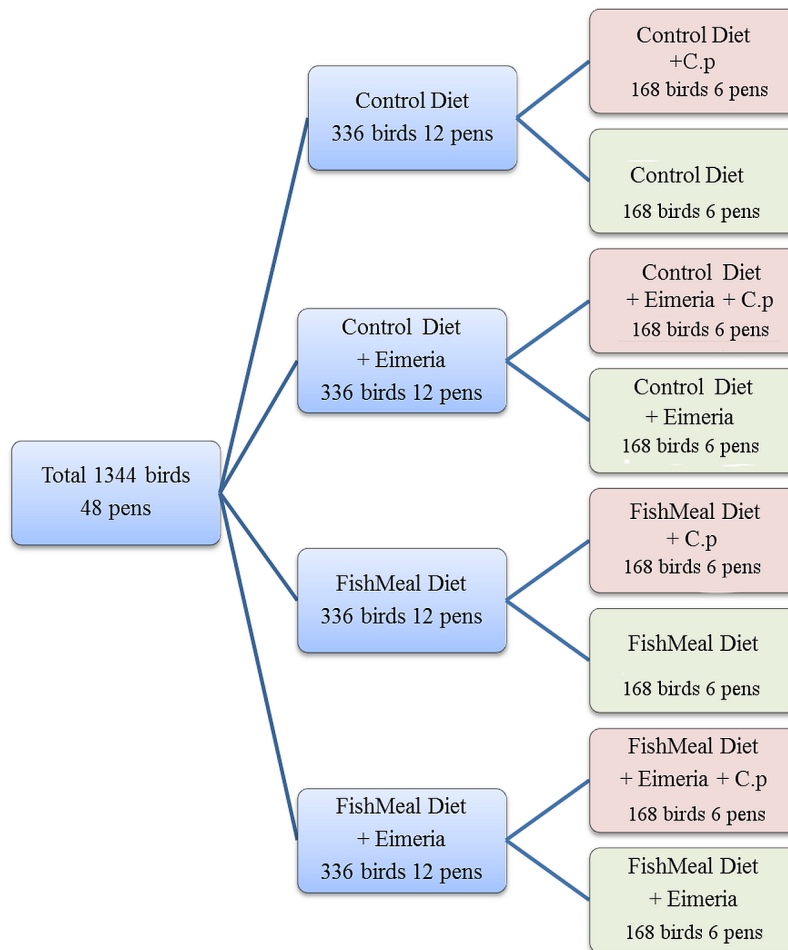 Total 1344 birds
48 pens
Control Diet
336 birds 12 pens
Control Diet
+ Eimeria
336 birds 12 pens
FishMeal Diet
336 birds 12 pens
FishMeal Diet
+ Eimeria
336 birds 12 pens
Control Diet
+C.p
168 birds 6 pens
Control Diet
168 birds 6 pens
Control Diet
+ Eimeria + C.p
168 birds 6 pens
Control Diet
+ Eimeria
168 birds 6 pens
FishMeal Diet
+ C.p
168 birds 6 pens
FishMeal Diet
168 birds 6 pens
FishMeal Diet
+ Eimeria + C.p
168 birds 6 pens
FishMeal Diet
+ Eimeria
168 birds 6 pens